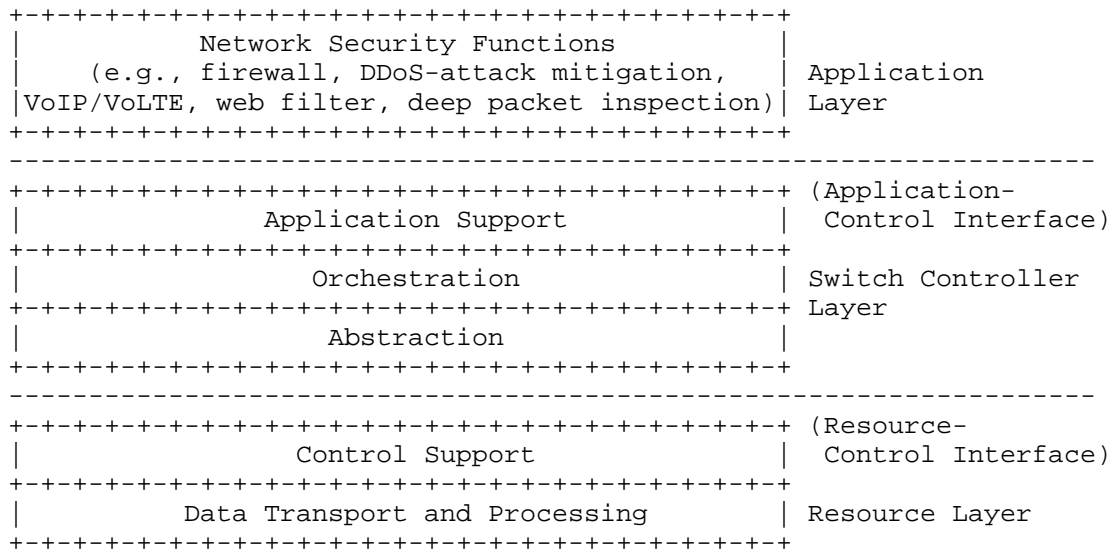 +-+-+-+-+-+-+-+-+-+-+-+-+-+-+-+-+-+-+-+-+-+-+-+-+
|           Network Security Functions           |
|    (e.g., firewall, DDoS-attack mitigation,    | Application
|VoIP/VoLTE, web filter, deep packet inspection)| Layer
+-+-+-+-+-+-+-+-+-+-+-+-+-+-+-+-+-+-+-+-+-+-+-+-+
--------------------------------------------------------------------
+-+-+-+-+-+-+-+-+-+-+-+-+-+-+-+-+-+-+-+-+-+-+-+-+ (Application-
|               Application Support              |  Control Interface)
+-+-+-+-+-+-+-+-+-+-+-+-+-+-+-+-+-+-+-+-+-+-+-+-+
|                  Orchestration                | Switch Controller
+-+-+-+-+-+-+-+-+-+-+-+-+-+-+-+-+-+-+-+-+-+-+-+-+ Layer
|                   Abstraction                 |
+-+-+-+-+-+-+-+-+-+-+-+-+-+-+-+-+-+-+-+-+-+-+-+-+
--------------------------------------------------------------------
+-+-+-+-+-+-+-+-+-+-+-+-+-+-+-+-+-+-+-+-+-+-+-+-+ (Resource-
|                 Control Support               |  Control Interface)
+-+-+-+-+-+-+-+-+-+-+-+-+-+-+-+-+-+-+-+-+-+-+-+-+
|          Data Transport and Processing        | Resource Layer
+-+-+-+-+-+-+-+-+-+-+-+-+-+-+-+-+-+-+-+-+-+-+-+-+